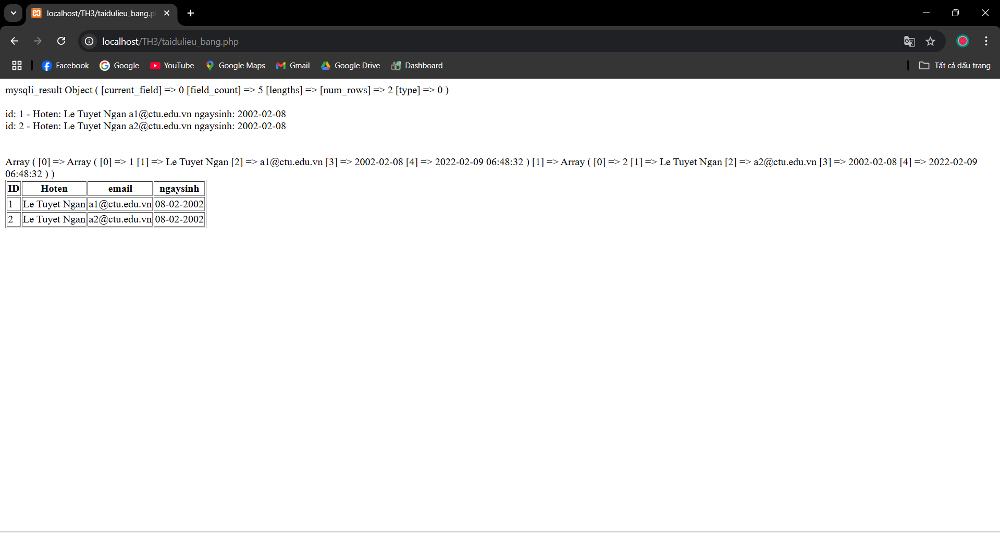 localhost/TH3/taidulieu_bang.p
localhost/TH3/taidulieu_bang.php
Facebook Google YouTube Google Maps Gmail Google Drive Dashboard Tất cả dấu trang
mysqli_result Object ( [current_field] => 0 [field_count] => 5 [lengths] => [num_rows] => 2 [type] => 0 )
id: 1 - Hoten: Le Tuyet Ngan a1@ctu.edu.vn ngaysinh: 2002-02-08
id: 2 - Hoten: Le Tuyet Ngan a2@ctu.edu.vn ngaysinh: 2002-02-08
Array ( [0] => Array ( [0] => 1 [1] => Le Tuyet Ngan [2] => a1@ctu.edu.vn [3] => 2002-02-08 [4] => 2022-02-09 06:48:32 ) [1] => Array ( [0] => 2 [1] => Le Tuyet Ngan [2] => a2@ctu.edu.vn [3] => 2002-02-08 [4] => 2022-02-09
06:48:32 ) )
ID Hoten email ngaysinh
1 Le Tuyet Ngan a1@ctu.edu.vn 08-02-2002
2 Le Tuyet Ngan a2@ctu.edu.vn 08-02-2002